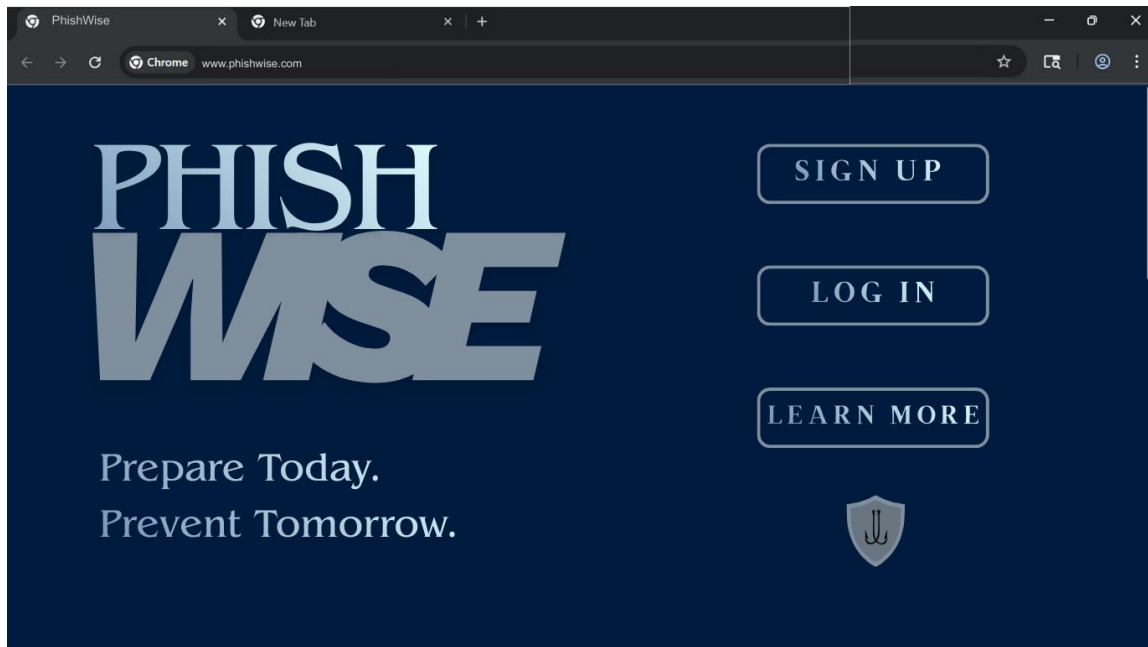 PhishWise
New Tab
Chrome www.phishwise.com
PHISH
WISE
Prepare Today.
Prevent Tomorrow.
SIGN UP
LOG IN
LEARN MORE